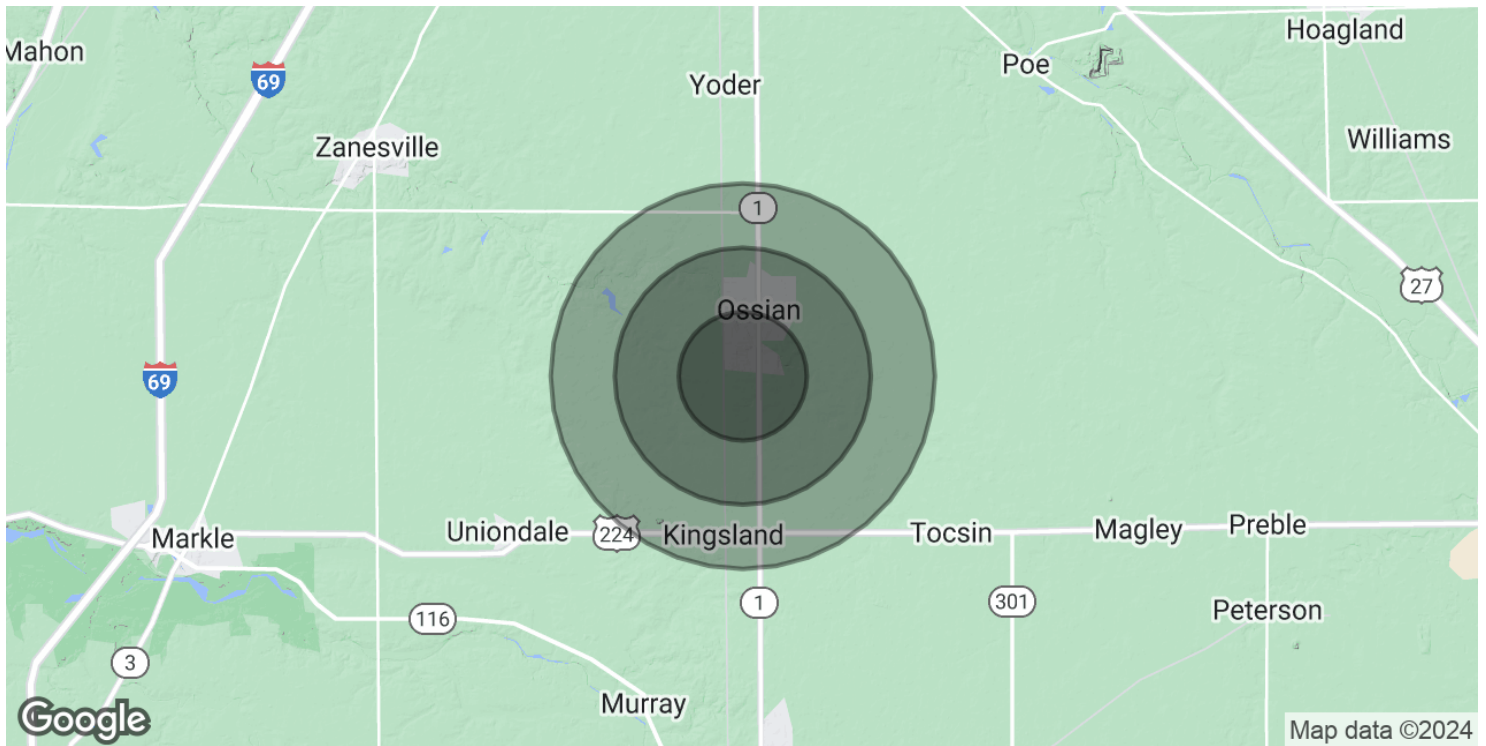 Hoagland
Mahon
Poe
69
Yoder
Williams
Zanesville
1
27
Ossian
69
Uniondale
224
Kingsland
Tocsin
Magley
Preble
Markle
1
301
116
Peterson
3
Murray
Google
Map data ©2024